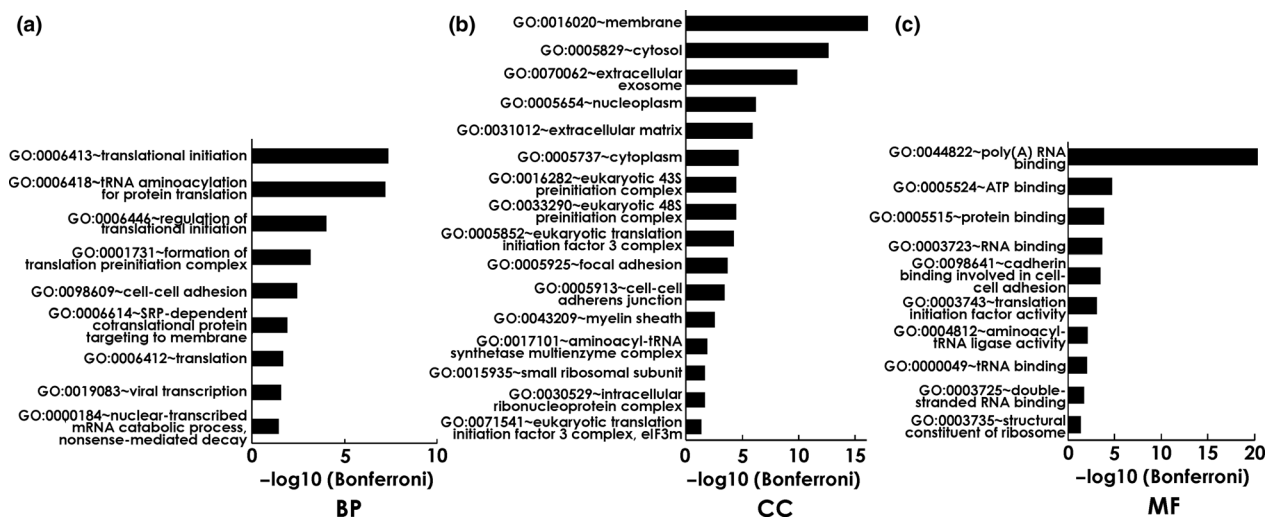 (a)
GO:0006413~translational initiation
GO:0006418~tRNA aminoacylation
for protein translation
GO:0006446~regulation of
translational initiation
GO:0001731~formation of
translation preinitiation complex
GO:0098609~cell-cell adhesion
GO:0006614~SRP-dependent
cotranslational protein
targeting to membrane
GO:0006412~translation
GO:0019083~viral transcription
GO:0000184~nuclear-transcribed
mRNA catabolic process,
nonsense-mediated decay
0 5 10
−log10 (Bonferroni)
BP
(b)
GO:0016020~membrane
GO:0005829~cytosol
GO:0070062~extracellular
exosome
GO:0005654~nucleoplasm
GO:0031012~extracellular matrix
GO:0005737~cytoplasm
GO:0016282~eukaryotic 43S
preinitiation complex
GO:0033290~eukaryotic 48S
preinitiation complex
GO:0005852~eukaryotic translation
initiation factor 3 complex
GO:0005925~focal adhesion
GO:0005913~cell-cell
adherens junction
GO:0043209~myelin sheath
GO:0017101~aminoacyl-tRNA
synthetase multienzyme complex
GO:0015935~small ribosomal subunit
GO:0030529~intracellular
ribonucleoprotein complex
GO:0071541~eukaryotic translation
initiation factor 3 complex, eIF3m
0 5 10 15
−log10 (Bonferroni)
CC
(c)
GO:0044822~poly(A) RNA
binding
GO:0005524~ATP binding
GO:0005515~protein binding
GO:0003723~RNA binding
GO:0098641~cadherin
binding involved in cell-
cell adhesion
GO:0003743~translation
initiation factor activity
GO:0004812~aminoacyl-
tRNA ligase activity
GO:0000049~tRNA binding
GO:0003725~double-
stranded RNA binding
GO:0003735~structural
constituent of ribosome
0 5 10 15 20
−log10 (Bonferroni)
MF